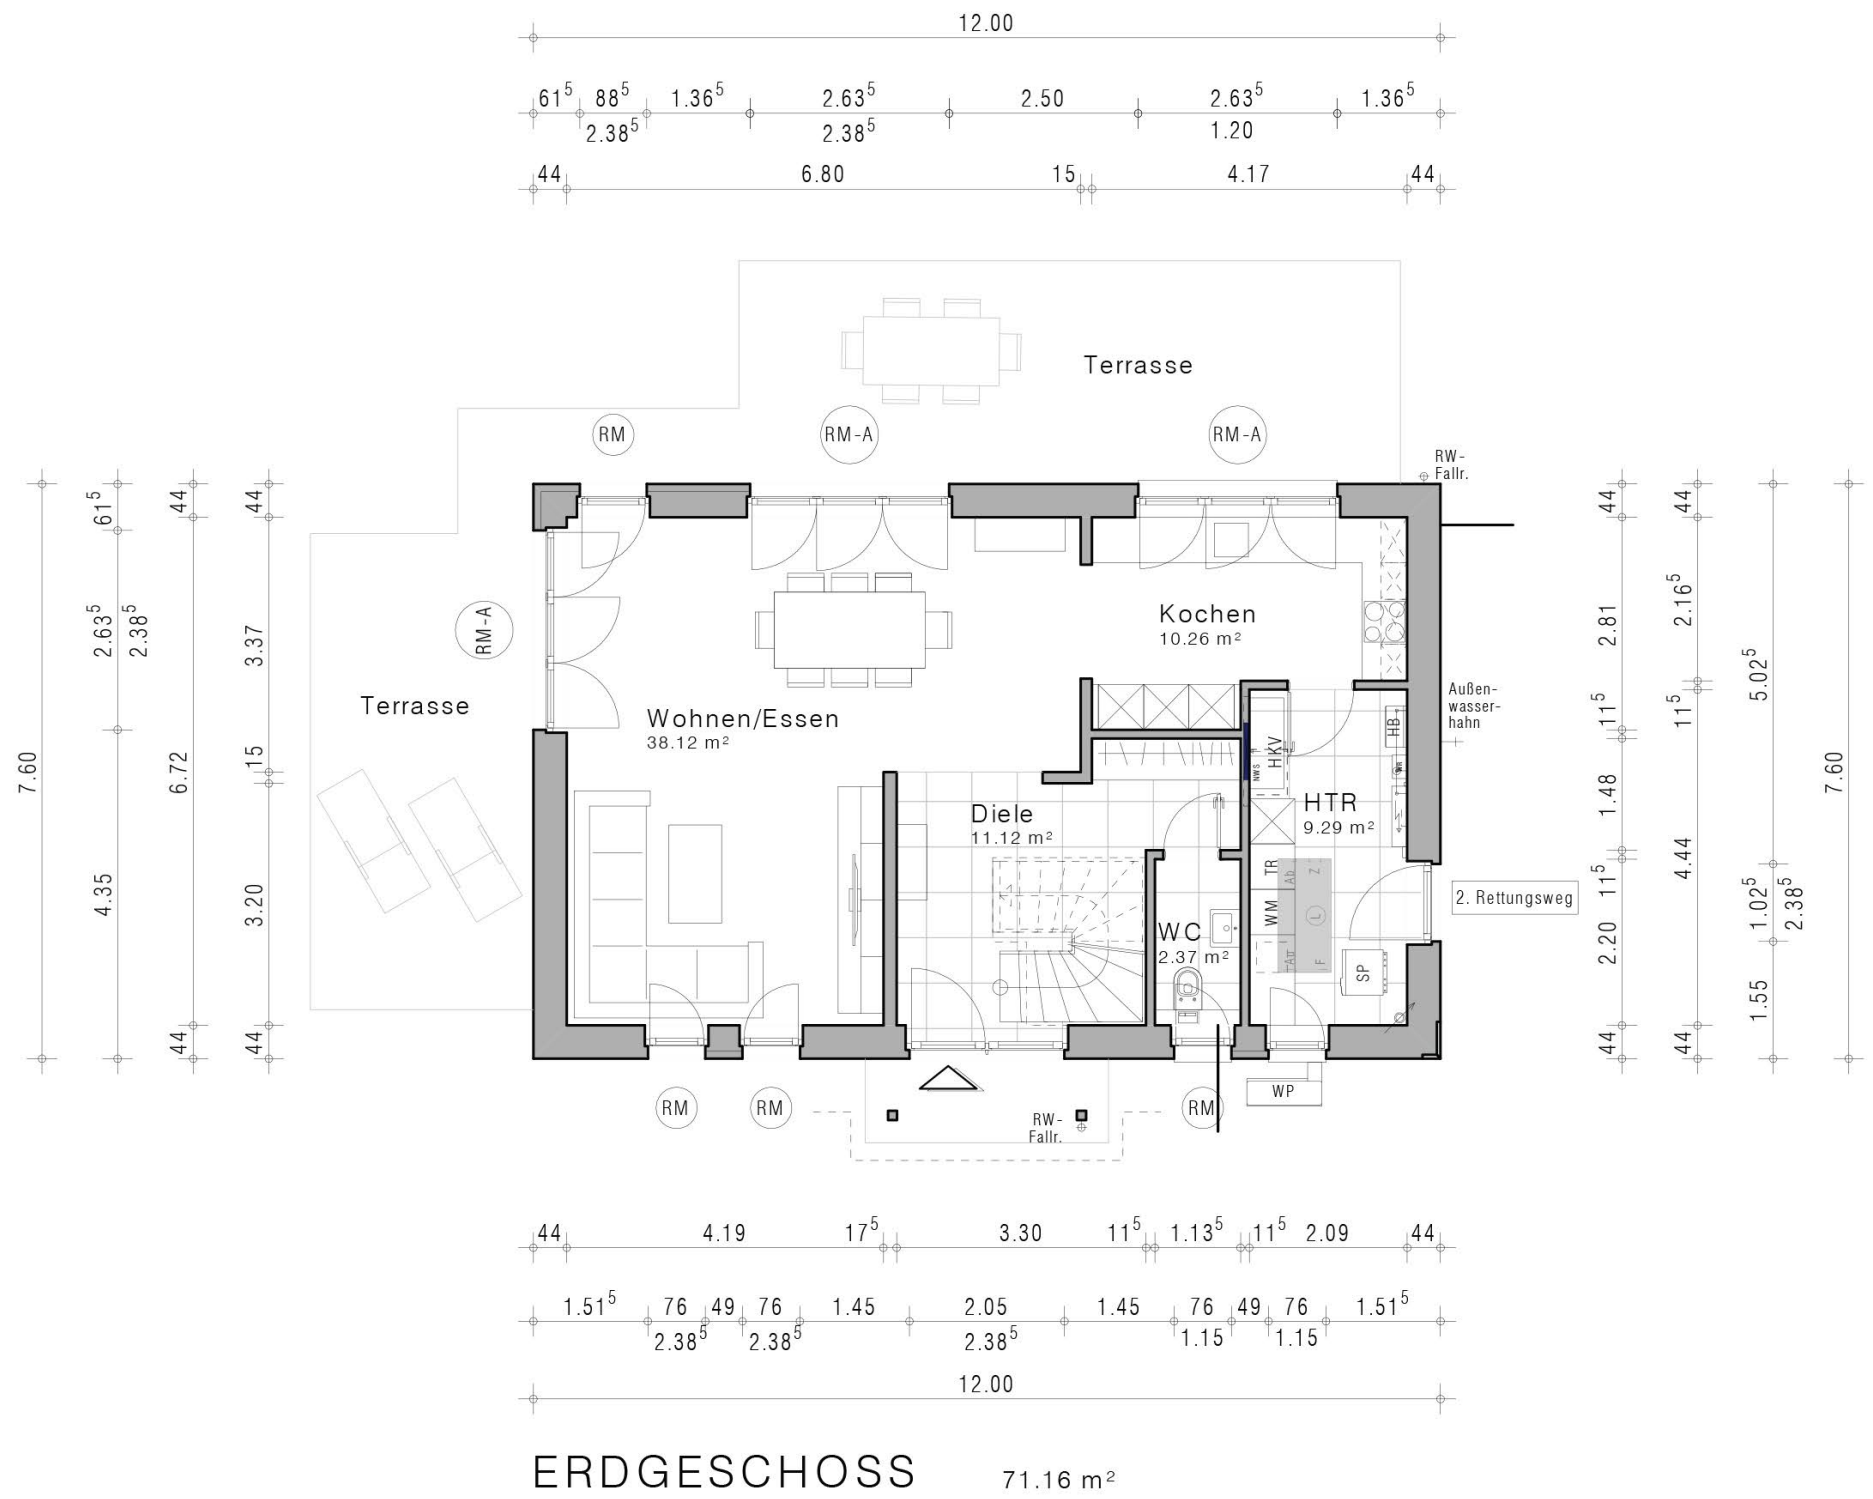 12.00
61⁵ 88⁵ 1.36⁵ 2.63⁵ 2.50 2.63⁵ 1.36⁵
2.38⁵ 2.38⁵ 1.20
44 6.80 15 4.17 44
Terrasse
RM RM-A RM-A
RW-
Fallr.
7.60
61⁵ 2.63⁵ 4.35
2.38⁵
44 6.72 44
44 3.37 15 3.20 44
RM-A
Terrasse
Wohnen/Essen
38.12 m²
Kochen
10.26 m²
Diele
11.12 m²
WC
2.37 m²
HTR
9.29 m²
HKV
NWS
HB
TR
WM
Ab
Z
L
F
SP
Außen-
wasser-
hahn
2. Rettungsweg
44 2.81 11⁵ 1.48 11⁵ 2.20 44
44 2.16⁵ 11⁵ 4.44 44
5.02⁵ 1.02⁵ 1.55
2.38⁵
7.60
WP
RM RM RM
RW-
Fallr.
44 4.19 17⁵ 3.30 11⁵ 1.13⁵ 11⁵ 2.09 44
1.51⁵ 76 49 76 1.45 2.05 1.45 76 49 76 1.51⁵
2.38⁵ 2.38⁵ 2.38⁵ 1.15 1.15
12.00
ERDGESCHOSS 71.16 m²